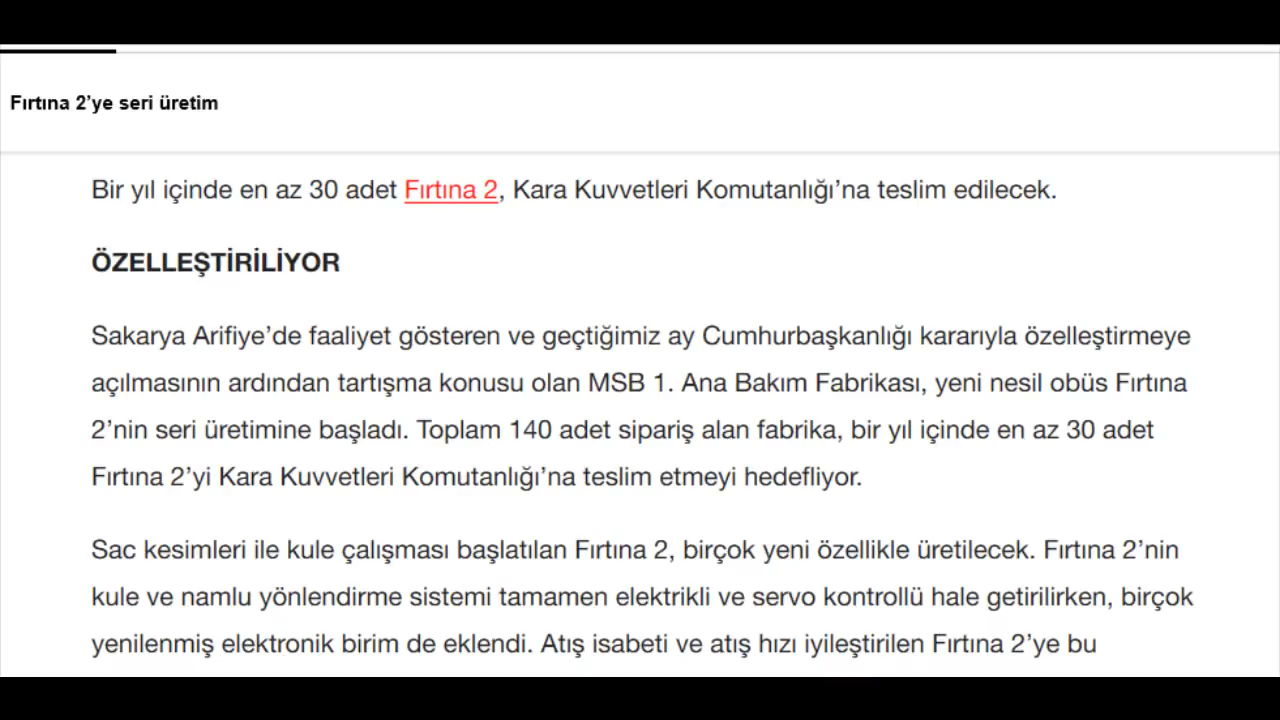 Fırtına 2’ye seri üretim
Bir yıl içinde en az 30 adet Fırtına 2, Kara Kuvvetleri Komutanlığı’na teslim edilecek.
ÖZELLEŞTİRİLİYOR
Sakarya Arifiye’de faaliyet gösteren ve geçtiğimiz ay Cumhurbaşkanlığı kararıyla özelleştirmeye
açılmasının ardından tartışma konusu olan MSB 1. Ana Bakım Fabrikası, yeni nesil obüs Fırtına
2’nin seri üretimine başladı. Toplam 140 adet sipariş alan fabrika, bir yıl içinde en az 30 adet
Fırtına 2’yi Kara Kuvvetleri Komutanlığı’na teslim etmeyi hedefliyor.
Sac kesimleri ile kule çalışması başlatılan Fırtına 2, birçok yeni özellikle üretilecek. Fırtına 2’nin
kule ve namlu yönlendirme sistemi tamamen elektrikli ve servo kontrollü hale getirilirken, birçok
yenilenmiş elektronik birim de eklendi. Atış isabeti ve atış hızı iyileştirilen Fırtına 2’ye bu